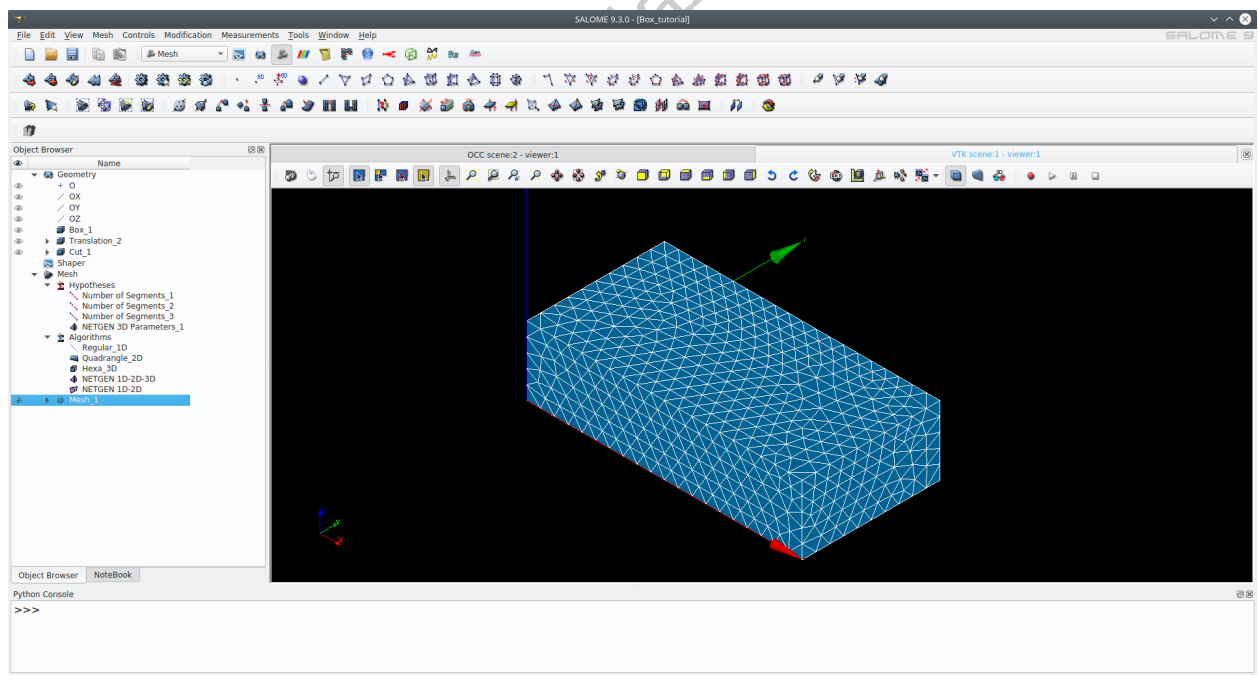 SALOME 9.3.0 - [Box_tutorial]
File Edit View Mesh Controls Modification Measurements Tools Window Help
SALOME 9
Mesh
Object Browser
Name
Geometry
O
OX
OY
OZ
Box_1
Translation_2
Cut_1
Shaper
Mesh
Hypotheses
Number of Segments_1
Number of Segments_2
Number of Segments_3
NETGEN 3D Parameters_1
Algorithms
Regular_1D
Quadrangle_2D
Hexa_3D
NETGEN 1D-2D-3D
NETGEN 1D-2D
Mesh_1
OCC scene:2 - viewer:1
VTK scene:1 - viewer:1
Y
Y
X
Object Browser
NoteBook
Python Console
>>>